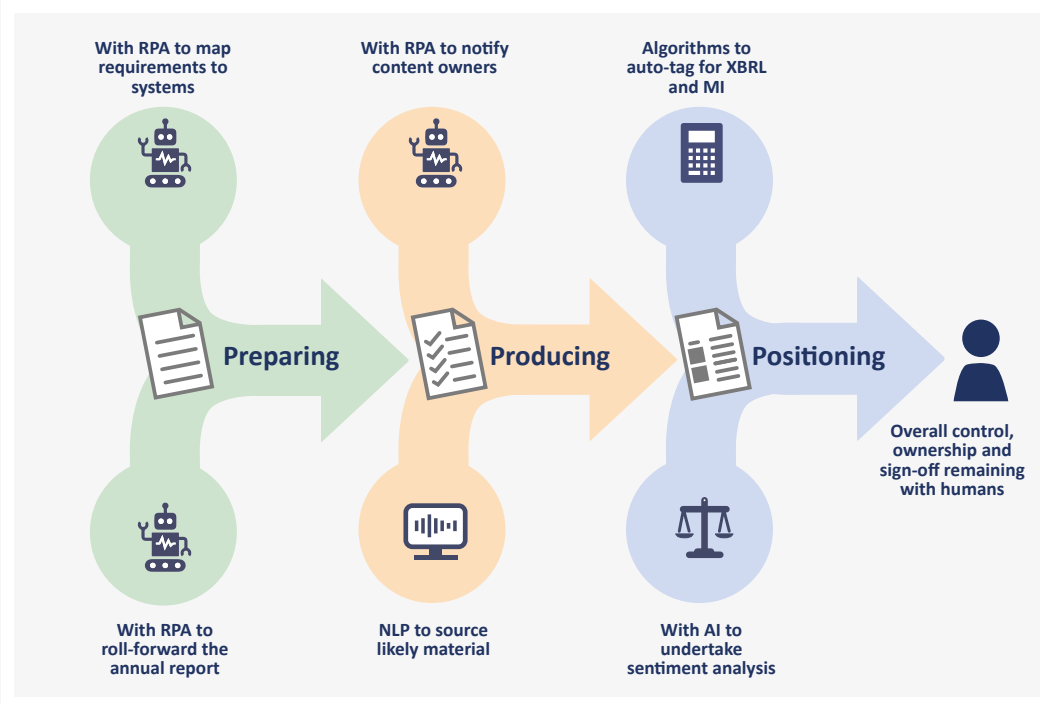 With RPA to map
requirements to
systems
With RPA to notify
content owners
Algorithms to
auto-tag for XBRL
and MI
Preparing
Producing
Positioning
Overall control,
ownership and
sign-off remaining
with humans
With RPA to
roll-forward the
annual report
NLP to source
likely material
With AI to
undertake
sentiment analysis